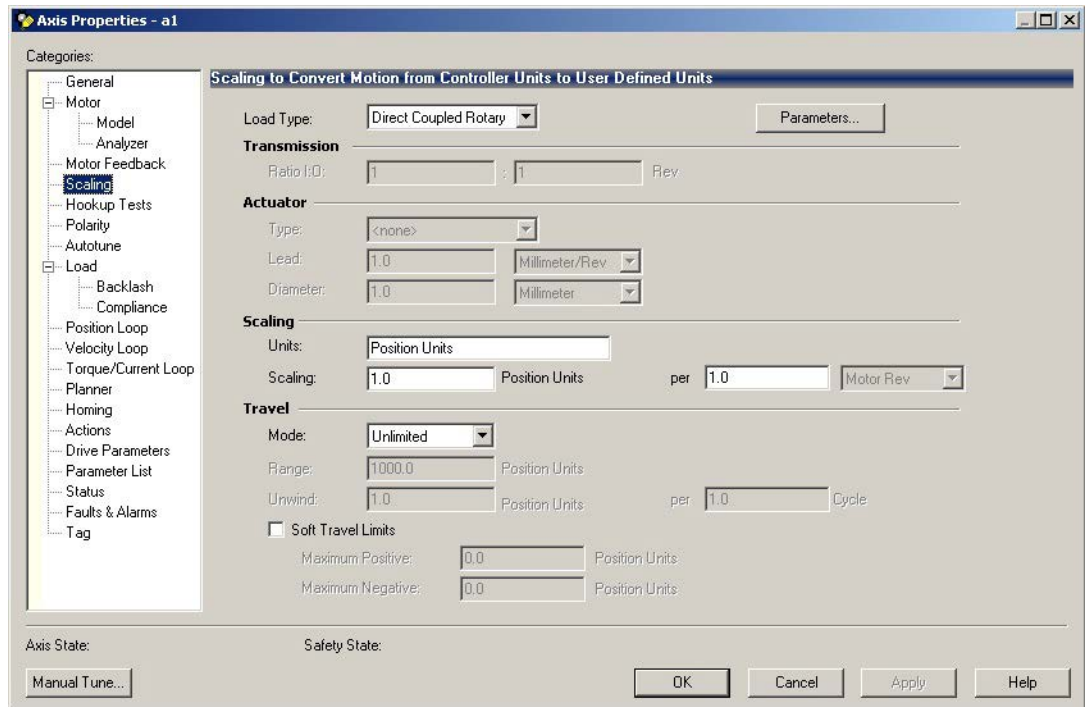 Axis Properties - a1
Categories:
General
Motor
Model
Analyzer
Motor Feedback
Scaling
Hookup Tests
Polarity
Autotune
Load
Backlash
Compliance
Position Loop
Velocity Loop
Torque/Current Loop
Planner
Homing
Actions
Drive Parameters
Parameter List
Status
Faults & Alarms
Tag
Scaling to Convert Motion from Controller Units to User Defined Units
Load Type: Direct Coupled Rotary Parameters...
Transmission
Ratio I:O: 1 : 1 Rev
Actuator
Type: <none>
Lead: 1.0 Millimeter/Rev
Diameter: 1.0 Millimeter
Scaling
Units: Position Units
Scaling: 1.0 Position Units per 1.0 Motor Rev
Travel
Mode: Unlimited
Range: 1000.0 Position Units
Unwind: 1.0 Position Units per 1.0 Cycle
Soft Travel Limits
Maximum Positive: 0.0 Position Units
Maximum Negative: 0.0 Position Units
Axis State: Safety State:
Manual Tune... OK Cancel Apply Help